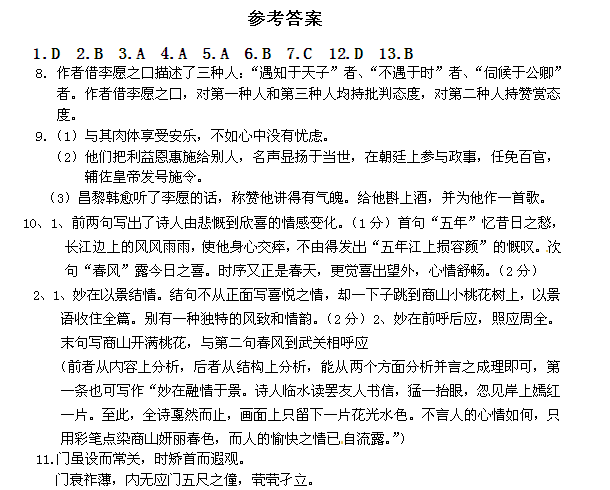 参考答案
1.D 2.B 3.A 4.A 5.A 6.B 7.C 12.D 13.B
8. 作者借李愿之口描述了三种人：“遇知于天子”者、“不遇于时”者、“伺候于公卿”
者。作者借李愿之口，对第一种人和第三种人均持批判态度，对第二种人持赞赏态
度。
9.（1）与其肉体享受安乐，不如心中没有忧虑。
（2）他们把利益恩惠施给别人，名声显扬于当世，在朝廷上参与政事，任免百官，
辅佐皇帝发号施令。
（3）昌黎韩愈听了李愿的话，称赞他讲得有气魄。给他斟上酒，并为他作一首歌。
10、1、前两句写出了诗人由悲慨到欣喜的情感变化。（1分）首句“五年”忆昔日之愁，
长江边上的风风雨雨，使他身心交瘁，不由得发出“五年江上损容颜”的慨叹。次
句“春风”露今日之喜。时序又正是春天，更觉喜出望外，心情舒畅。（2分）
2、1、妙在以景结情。结句不从正面写喜悦之情，却一下子跳到商山小桃花树上，以景
语收住全篇。别有一种独特的风致和情韵。（2分）2、妙在前呼后应，照应周全。
末句写商山开满桃花，与第二句春风到武关相呼应
(前者从内容上分析，后者从结构上分析，能从两个方面分析并言之成理即可，第
一条也可写作“妙在融情于景。诗人临水读罢友人书信，猛一抬眼，忽见岸上嫣红
一片。至此，全诗戛然而止，画面上只留下一片花光水色。不言人的心情如何，只
用彩笔点染商山妍丽春色，而人的愉快之情已自流露。”)
11.门虽设而常关，时矫首而遐观。
门衰祚薄，内无应门五尺之僮，茕茕孑立。